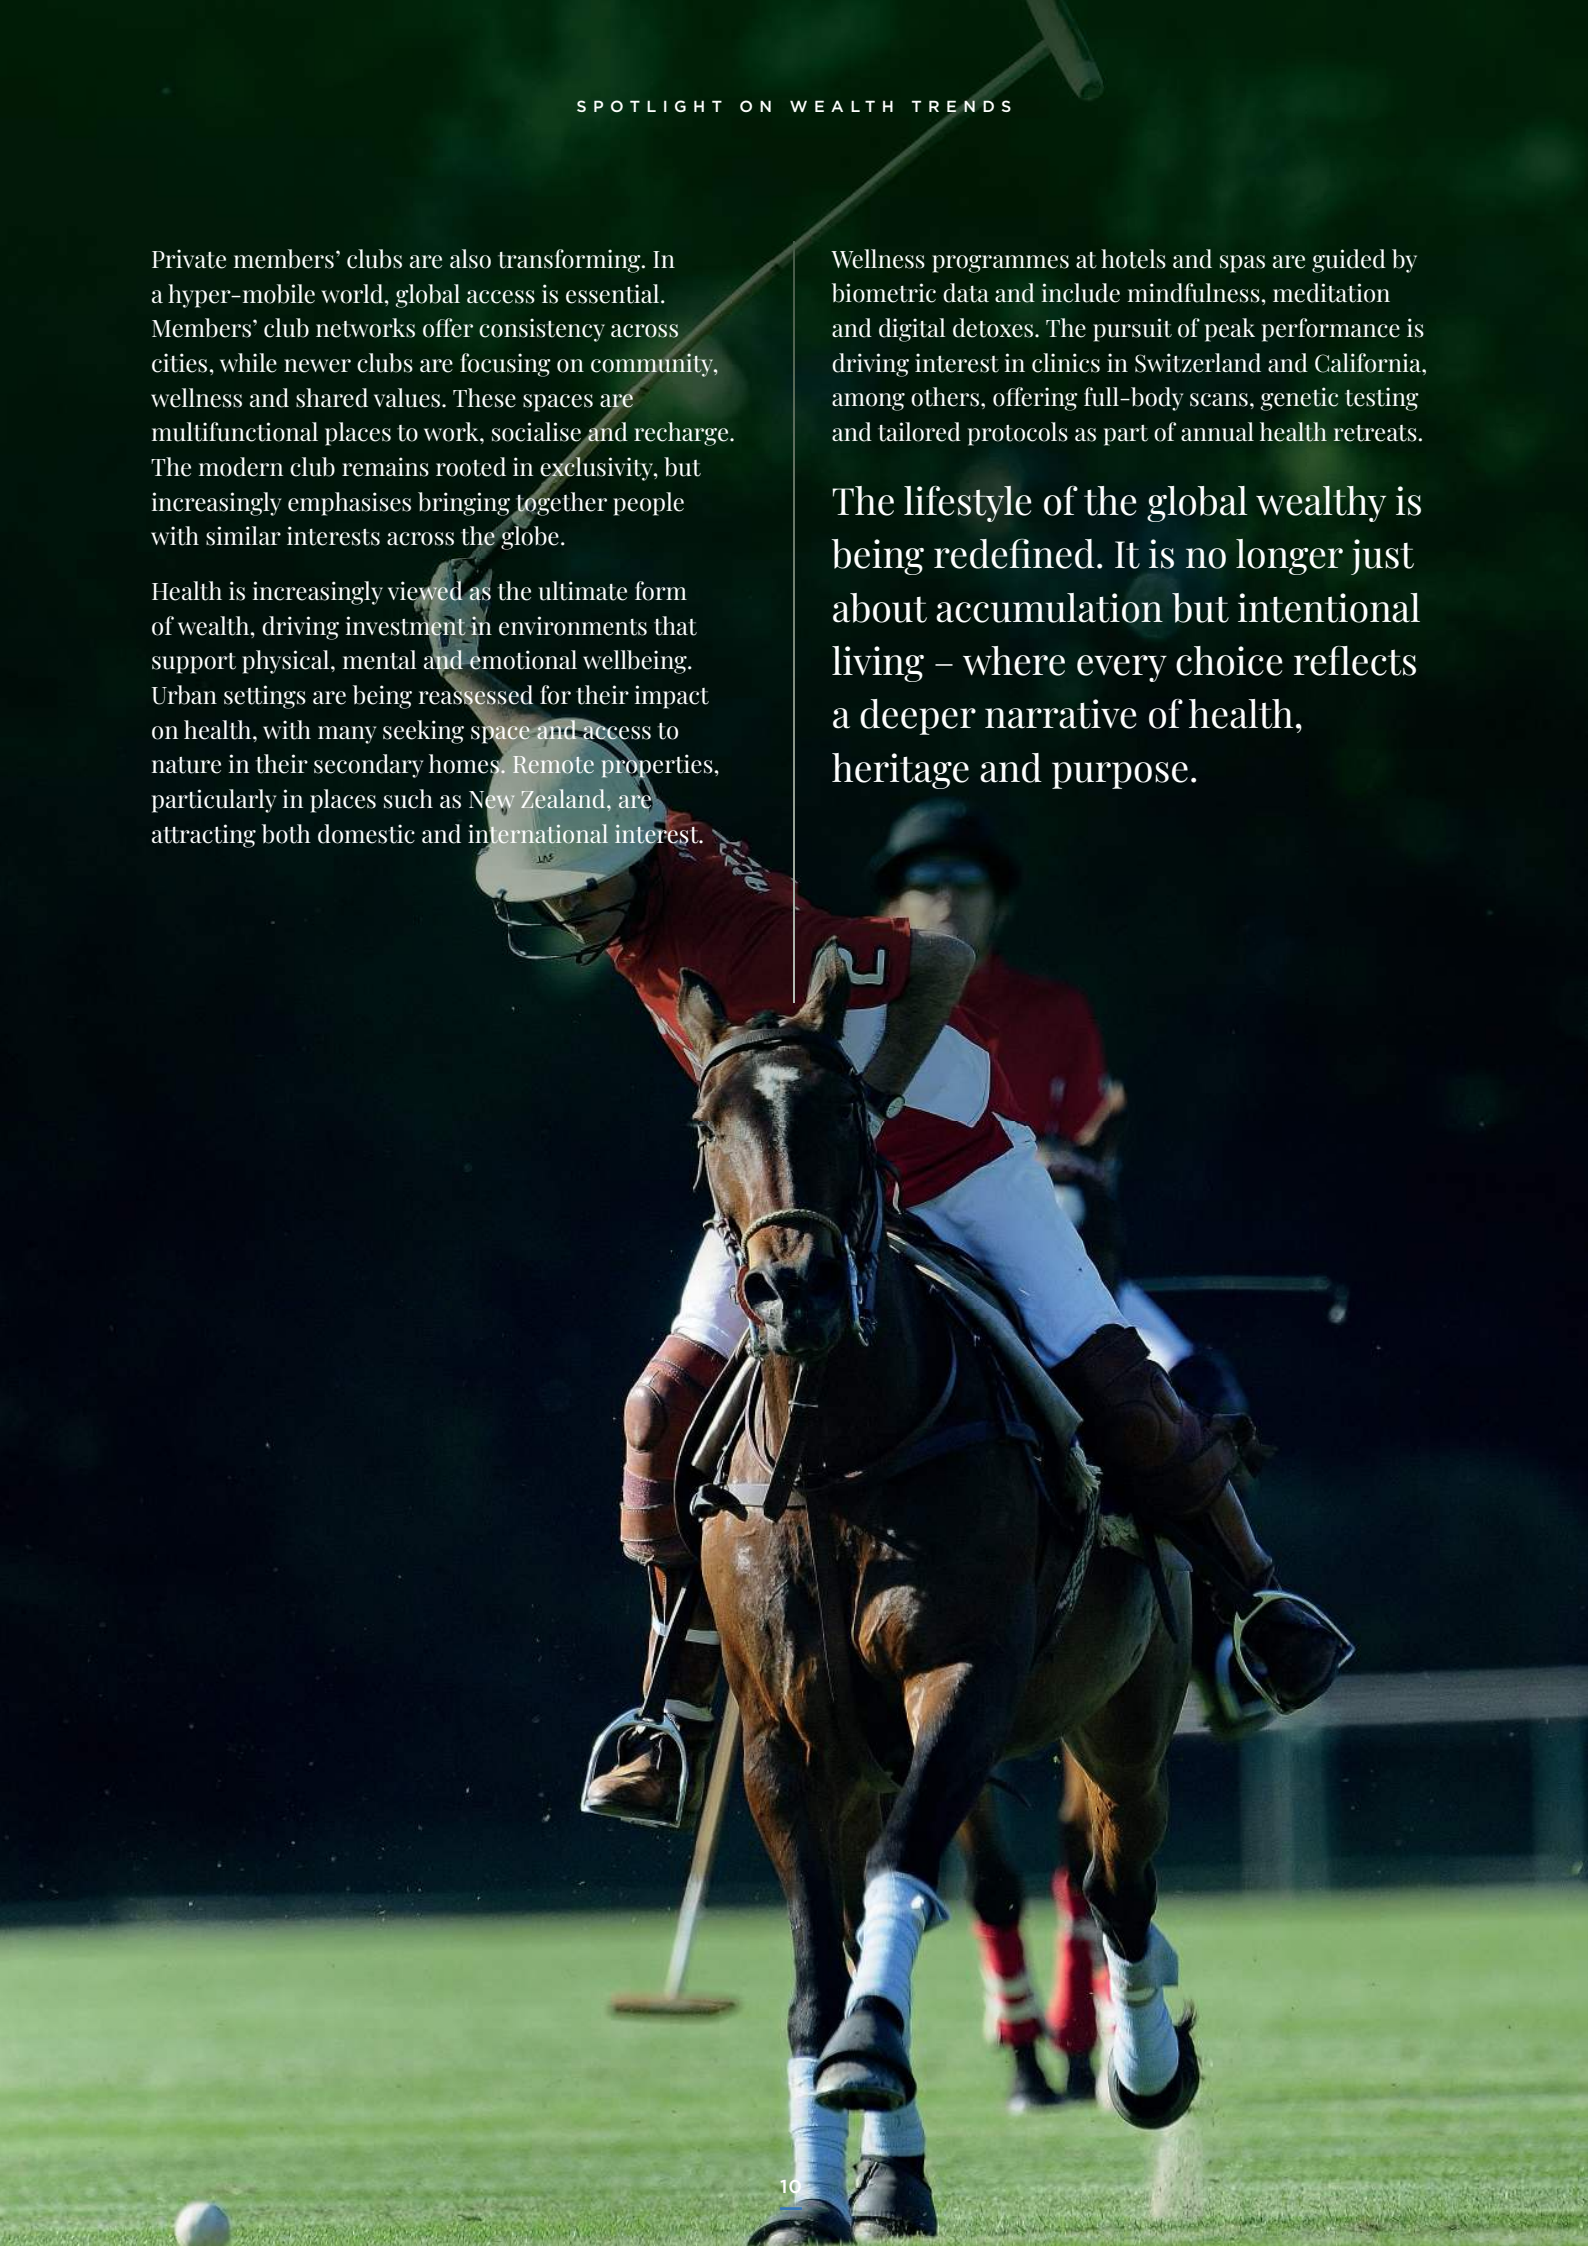 SPOTLIGHT ON WEALTH TRENDS
Private members’ clubs are also transforming. In
a hyper-mobile world, global access is essential.
Members’ club networks offer consistency across
cities, while newer clubs are focusing on community,
wellness and shared values. These spaces are
multifunctional places to work, socialise and recharge.
The modern club remains rooted in exclusivity, but
increasingly emphasises bringing together people
with similar interests across the globe.
Health is increasingly viewed as the ultimate form
of wealth, driving investment in environments that
support physical, mental and emotional wellbeing.
Urban settings are being reassessed for their impact
on health, with many seeking space and access to
nature in their secondary homes. Remote properties,
particularly in places such as New Zealand, are
attracting both domestic and international interest.
Wellness programmes at hotels and spas are guided by
biometric data and include mindfulness, meditation
and digital detoxes. The pursuit of peak performance is
driving interest in clinics in Switzerland and California,
among others, offering full-body scans, genetic testing
and tailored protocols as part of annual health retreats.
The lifestyle of the global wealthy is
being redefined. It is no longer just
about accumulation but intentional
living – where every choice reflects
a deeper narrative of health,
heritage and purpose.
2
10